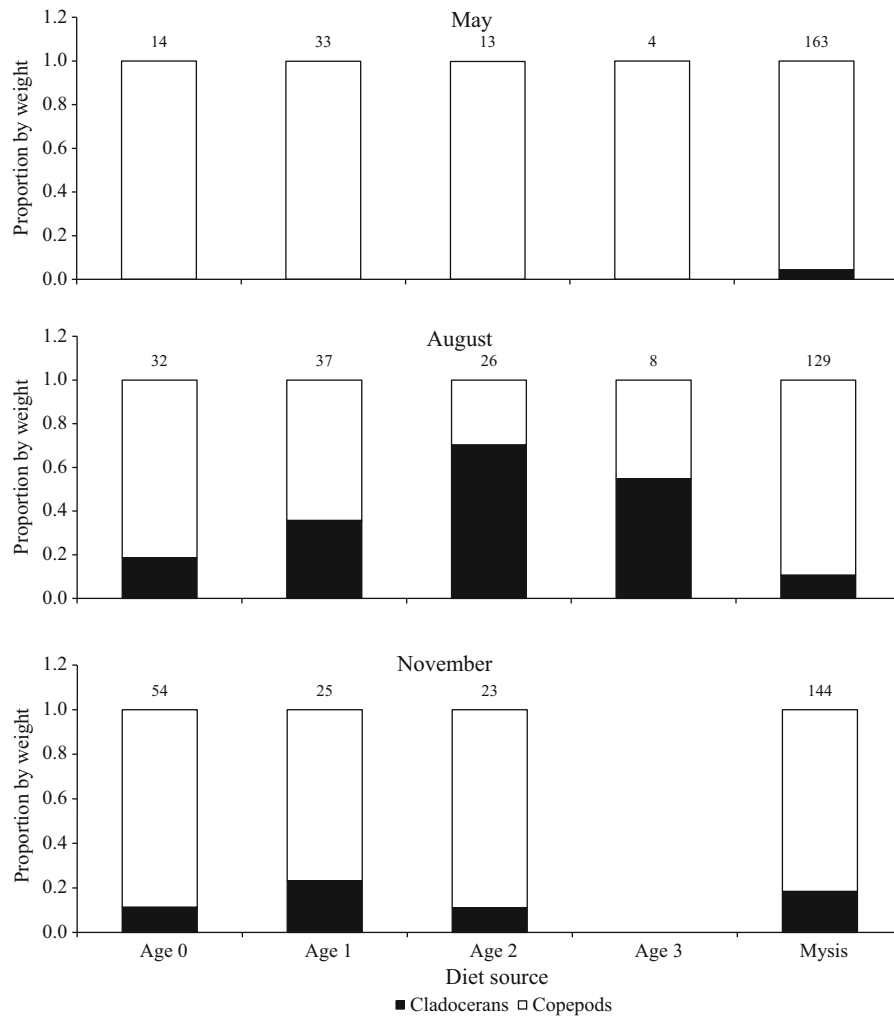 May
1.2
14 33 13 4 163
1.0
0.8
0.6
0.4
0.2
0.0
Proportion by weight
August
1.2
32 37 26 8 129
1.0
0.8
0.6
0.4
0.2
0.0
Proportion by weight
November
1.2
54 25 23 144
1.0
0.8
0.6
0.4
0.2
0.0
Proportion by weight
Age 0 Age 1 Age 2 Age 3 Mysis
Diet source
Cladocerans Copepods